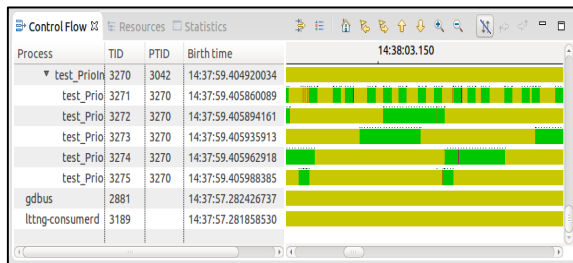 Control Flow Resources Statistics
Process TID PTID Birth time 14:38:03.150
test_PrioIn 3270 3042 14:37:59.404920034
test_Prio 3271 3270 14:37:59.405860089
test_Prio 3272 3270 14:37:59.405894161
test_Prio 3273 3270 14:37:59.405935913
test_Prio 3274 3270 14:37:59.405962918
test_Prio 3275 3270 14:37:59.405988385
gdbus 2881 14:37:57.282426737
lttng-consumerd 3189 14:37:57.281858530